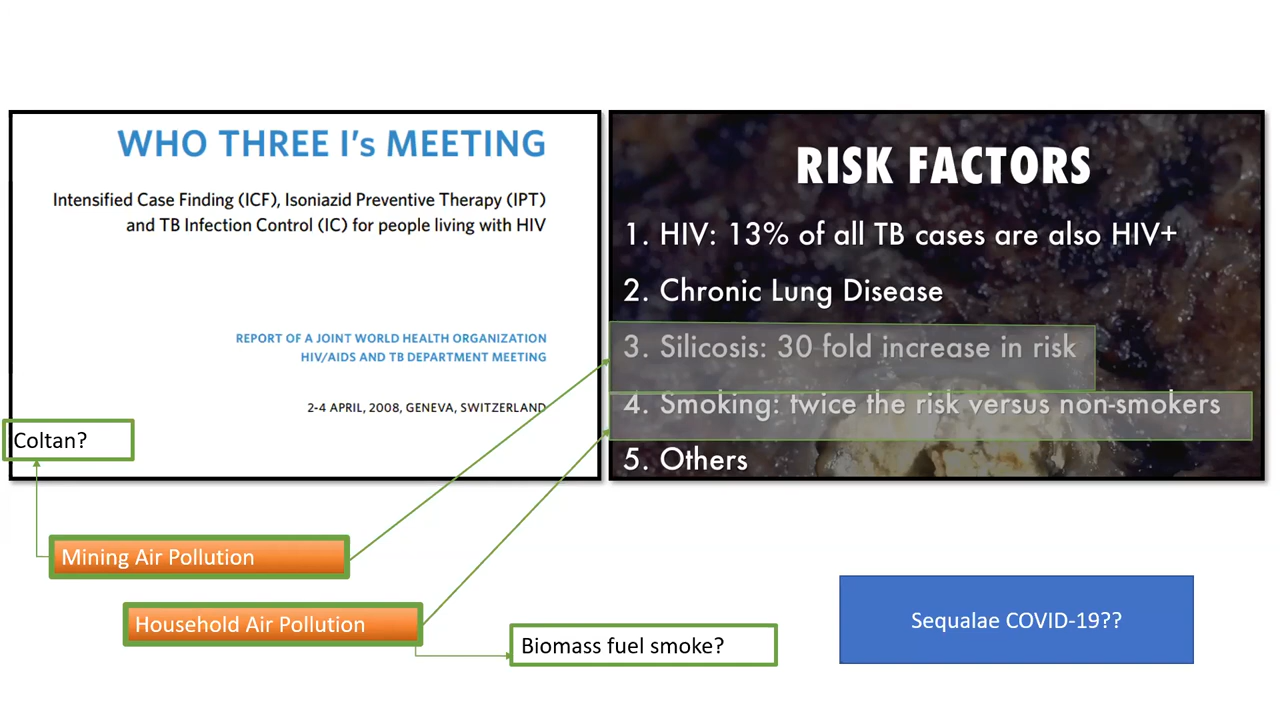 WHO THREE I's MEETING
Intensified Case Finding (ICF), Isoniazid Preventive Therapy (IPT)
and TB Infection Control (IC) for people living with HIV
REPORT OF A JOINT WORLD HEALTH ORGANIZATION
HIV/AIDS AND TB DEPARTMENT MEETING
2-4 APRIL, 2008, GENEVA, SWITZERLAND
RISK FACTORS
1. HIV: 13% of all TB cases are also HIV+
2. Chronic Lung Disease
3. Silicosis: 30 fold increase in risk
4. Smoking: twice the risk versus non-smokers
5. Others
Coltan?
Mining Air Pollution
Household Air Pollution
Biomass fuel smoke?
Sequalae COVID-19??